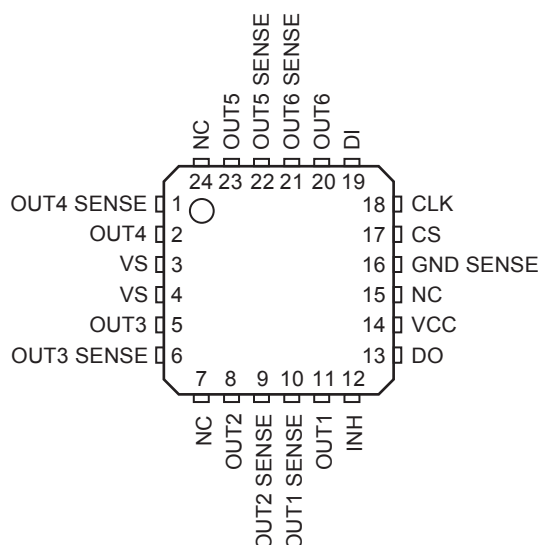 NC
OUT5
OUT5 SENSE
OUT6 SENSE
OUT6
DI
24 23 22 21 20 19
OUT4 SENSE 1
OUT4 2
VS 3
VS 4
OUT3 5
OUT3 SENSE 6
18 CLK
17 CS
16 GND SENSE
15 NC
14 VCC
13 DO
7 8 9 10 11 12
NC
OUT2
OUT2 SENSE
OUT1 SENSE
OUT1
INH